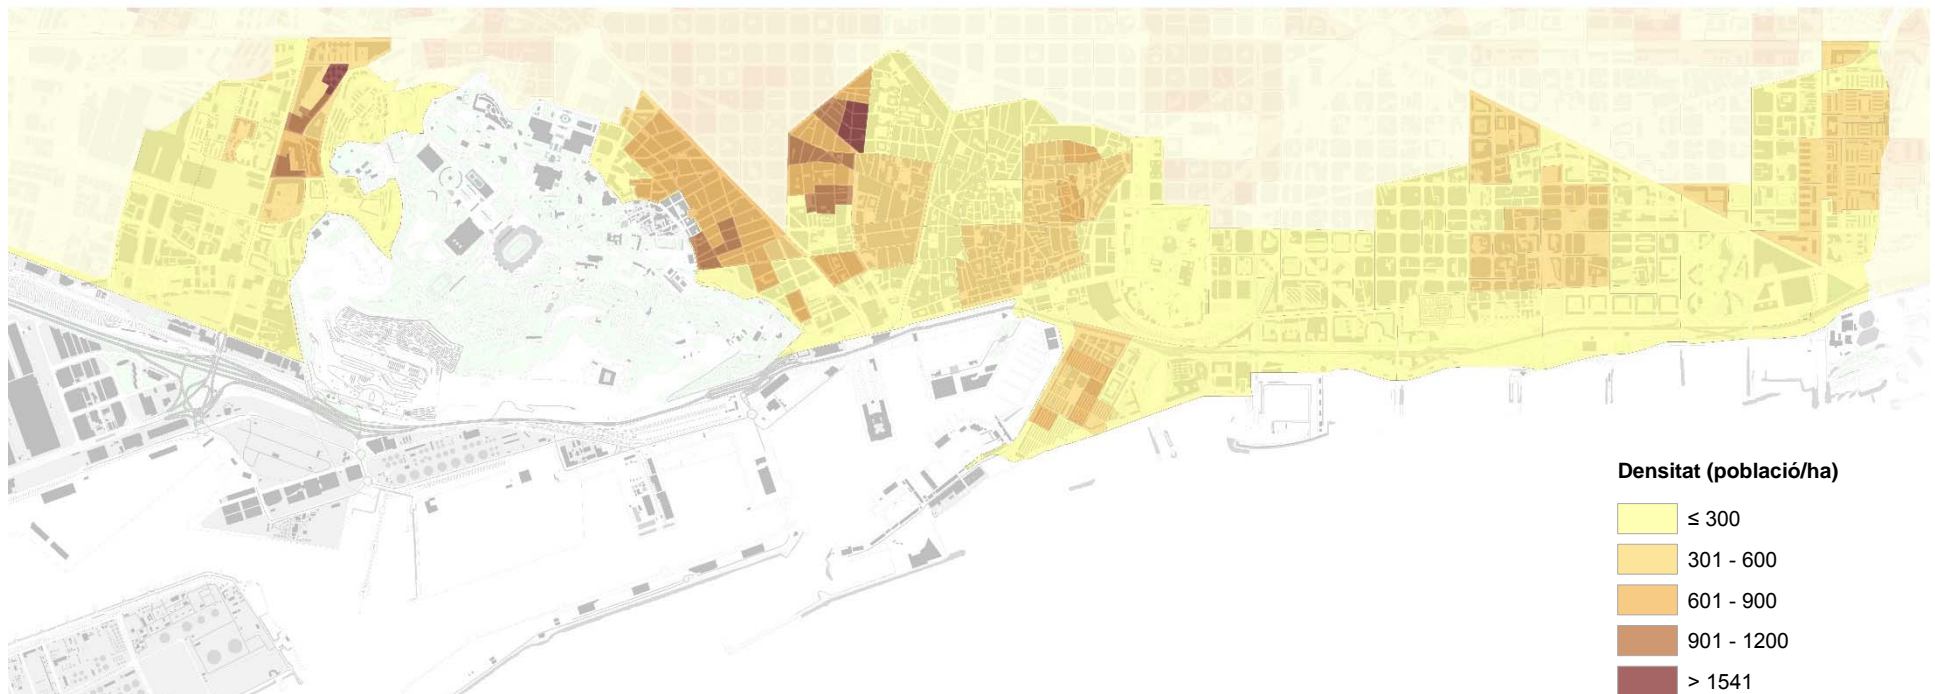 Densitat (població/ha)
≤ 300
301 - 600
601 - 900
901 - 1200
> 1541